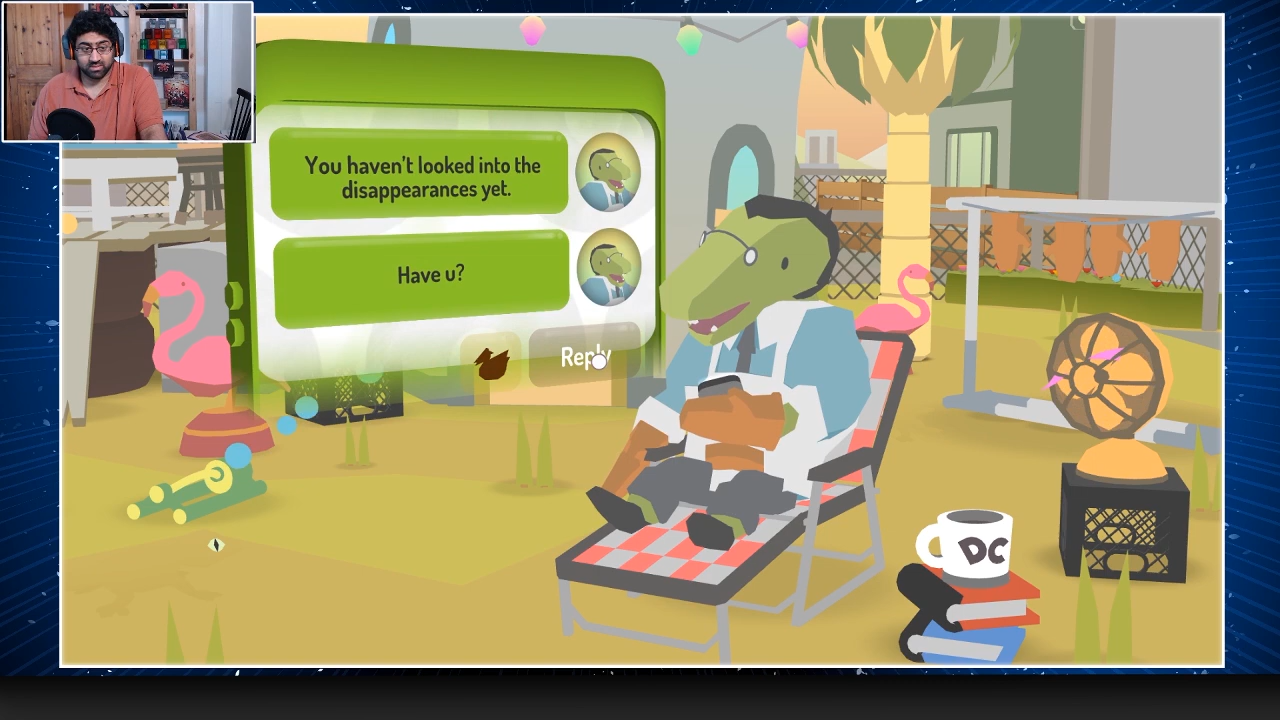 You haven't looked into the
disappearances yet.
Have u?
Reply
DC